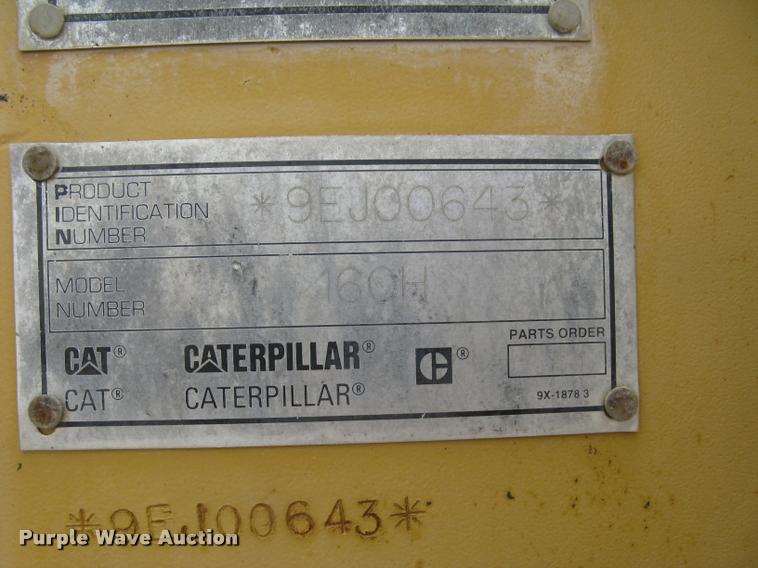 PRODUCT
IDENTIFICATION
NUMBER
*9EJ00643*
MODEL
NUMBER
160H
PARTS ORDER
CAT® CATERPILLAR® C®
CAT® CATERPILLAR®
9X-1878 3
*9EJ00643*
Purple Wave Auction